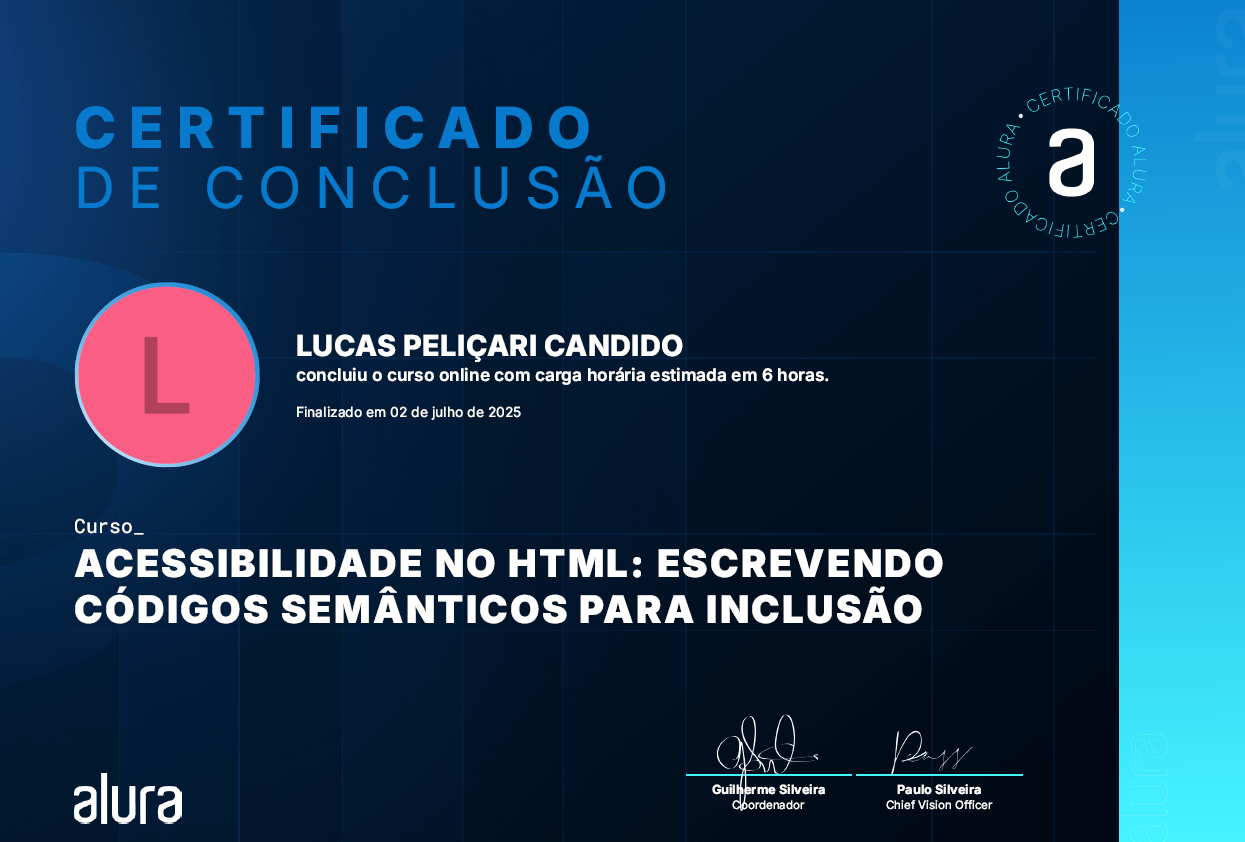 CERTIFICADO
DE CONCLUSÃO
CERTIFICADO ALURA • CERTIFICADO ALURA •
a
L
LUCAS PELIÇARI CANDIDO
concluiu o curso online com carga horária estimada em 6 horas.
Finalizado em 02 de julho de 2025
Curso_
ACESSIBILIDADE NO HTML: ESCREVENDO
CÓDIGOS SEMÂNTICOS PARA INCLUSÃO
Guilherme Silveira
Coordenador
Paulo Silveira
Chief Vision Officer
alura
alura
alura